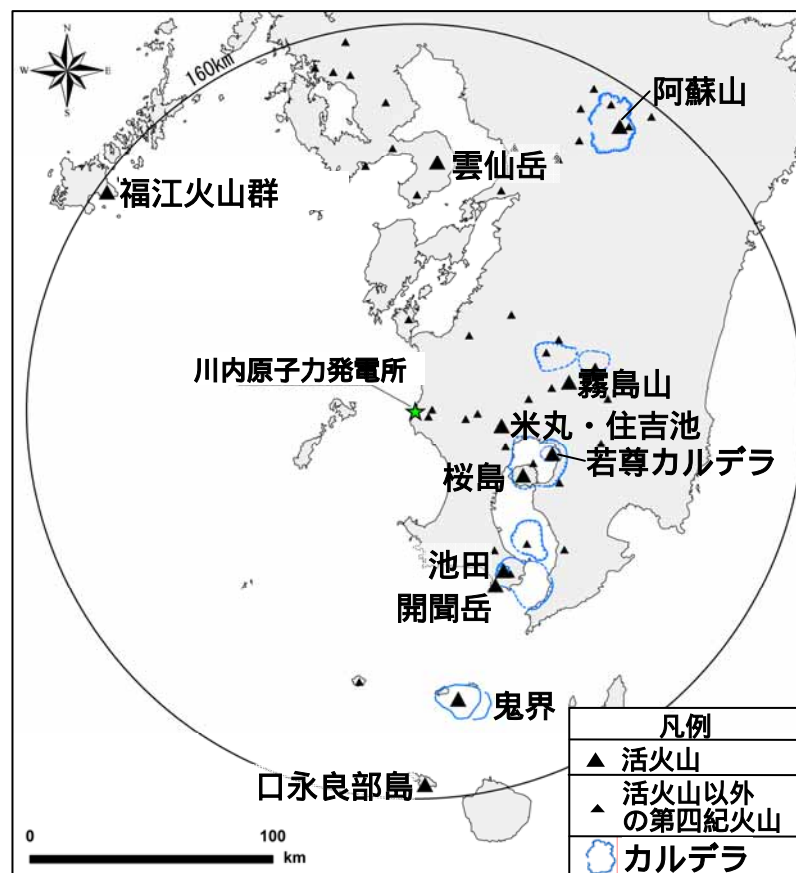 N
W
E
S
160km
阿蘇山
雲仙岳
福江火山群
川内原子力発電所
霧島山
米丸・住吉池
若尊カルデラ
桜島
池田
開聞岳
鬼界
口永良部島
凡例
活火山
活火山以外
の第四紀火山
カルデラ
0
100
km